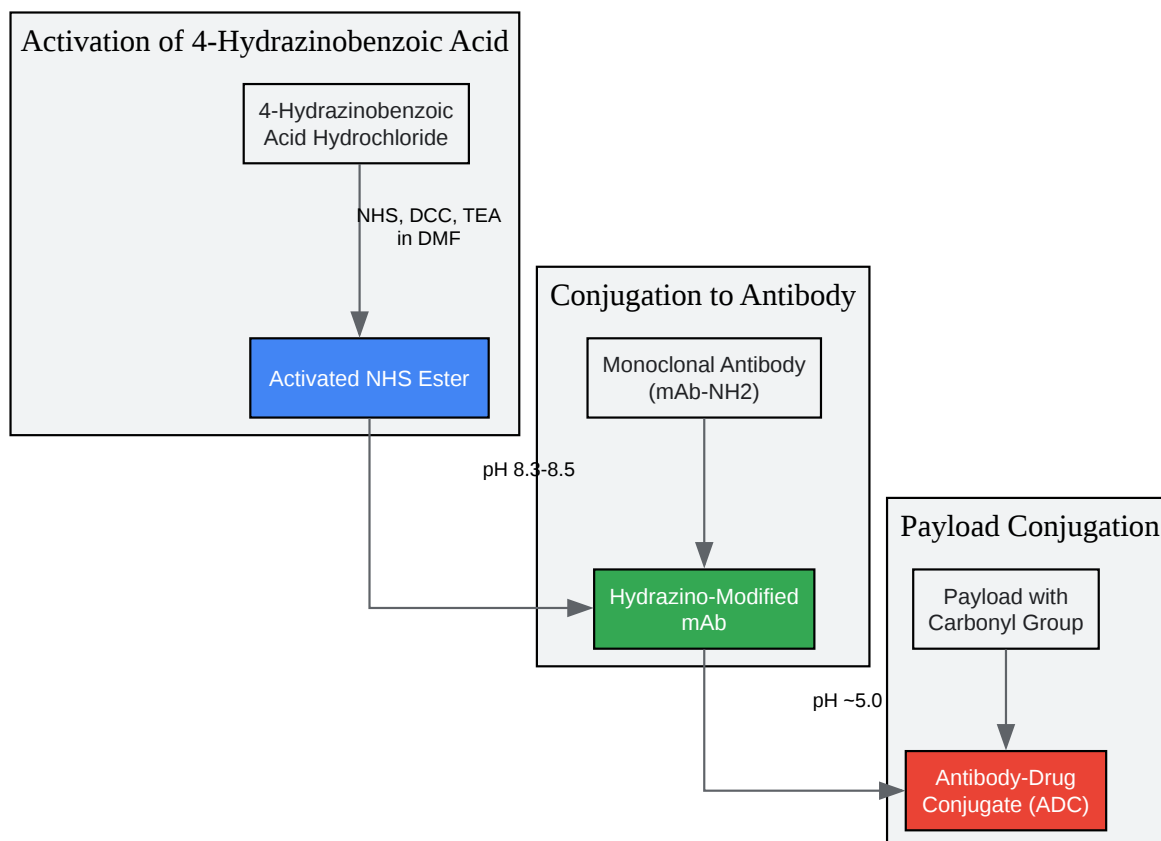 Activation of 4-Hydrazinobenzoic Acid
4-Hydrazinobenzoic
Acid Hydrochloride
NHS, DCC, TEA
in DMF
Activated NHS Ester
Conjugation to Antibody
Monoclonal Antibody
(mAb-NH2)
pH 8.3-8.5
Hydrazino-Modified
mAb
Payload Conjugation
Payload with
Carbonyl Group
pH ~5.0
Antibody-Drug
Conjugate (ADC)